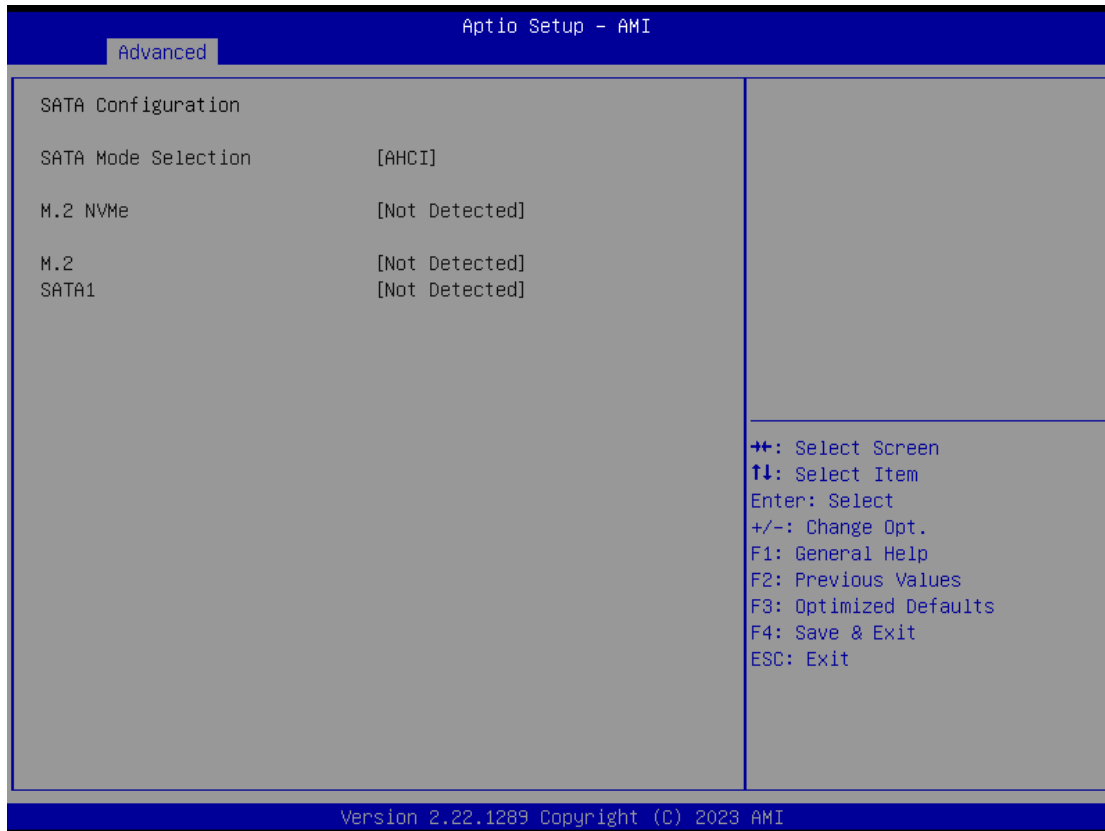 Aptio Setup – AMI
Advanced
SATA Configuration
SATA Mode Selection [AHCI]
M.2 NVMe [Not Detected]
M.2 [Not Detected]
SATA1 [Not Detected]
→←: Select Screen
↑↓: Select Item
Enter: Select
+/-: Change Opt.
F1: General Help
F2: Previous Values
F3: Optimized Defaults
F4: Save & Exit
ESC: Exit
Version 2.22.1289 Copyright (C) 2023 AMI